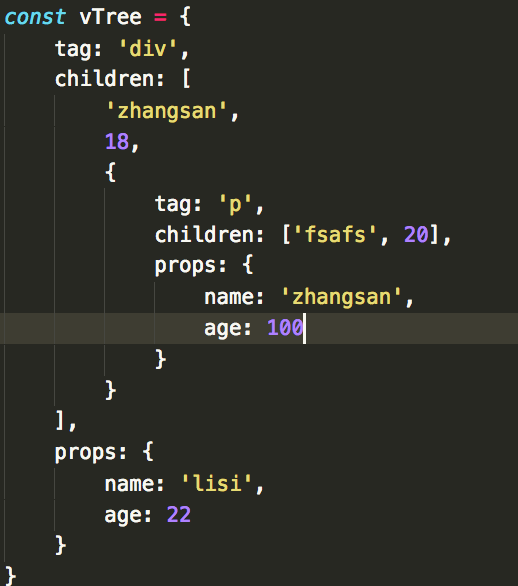 const vTree = {
    tag: 'div',
    children: [
        'zhangsan',
        18,
        {
            tag: 'p',
            children: ['fsafs', 20],
            props: {
                name: 'zhangsan',
                age: 100
            }
        }
    ],
    props: {
        name: 'lisi',
        age: 22
    }
}